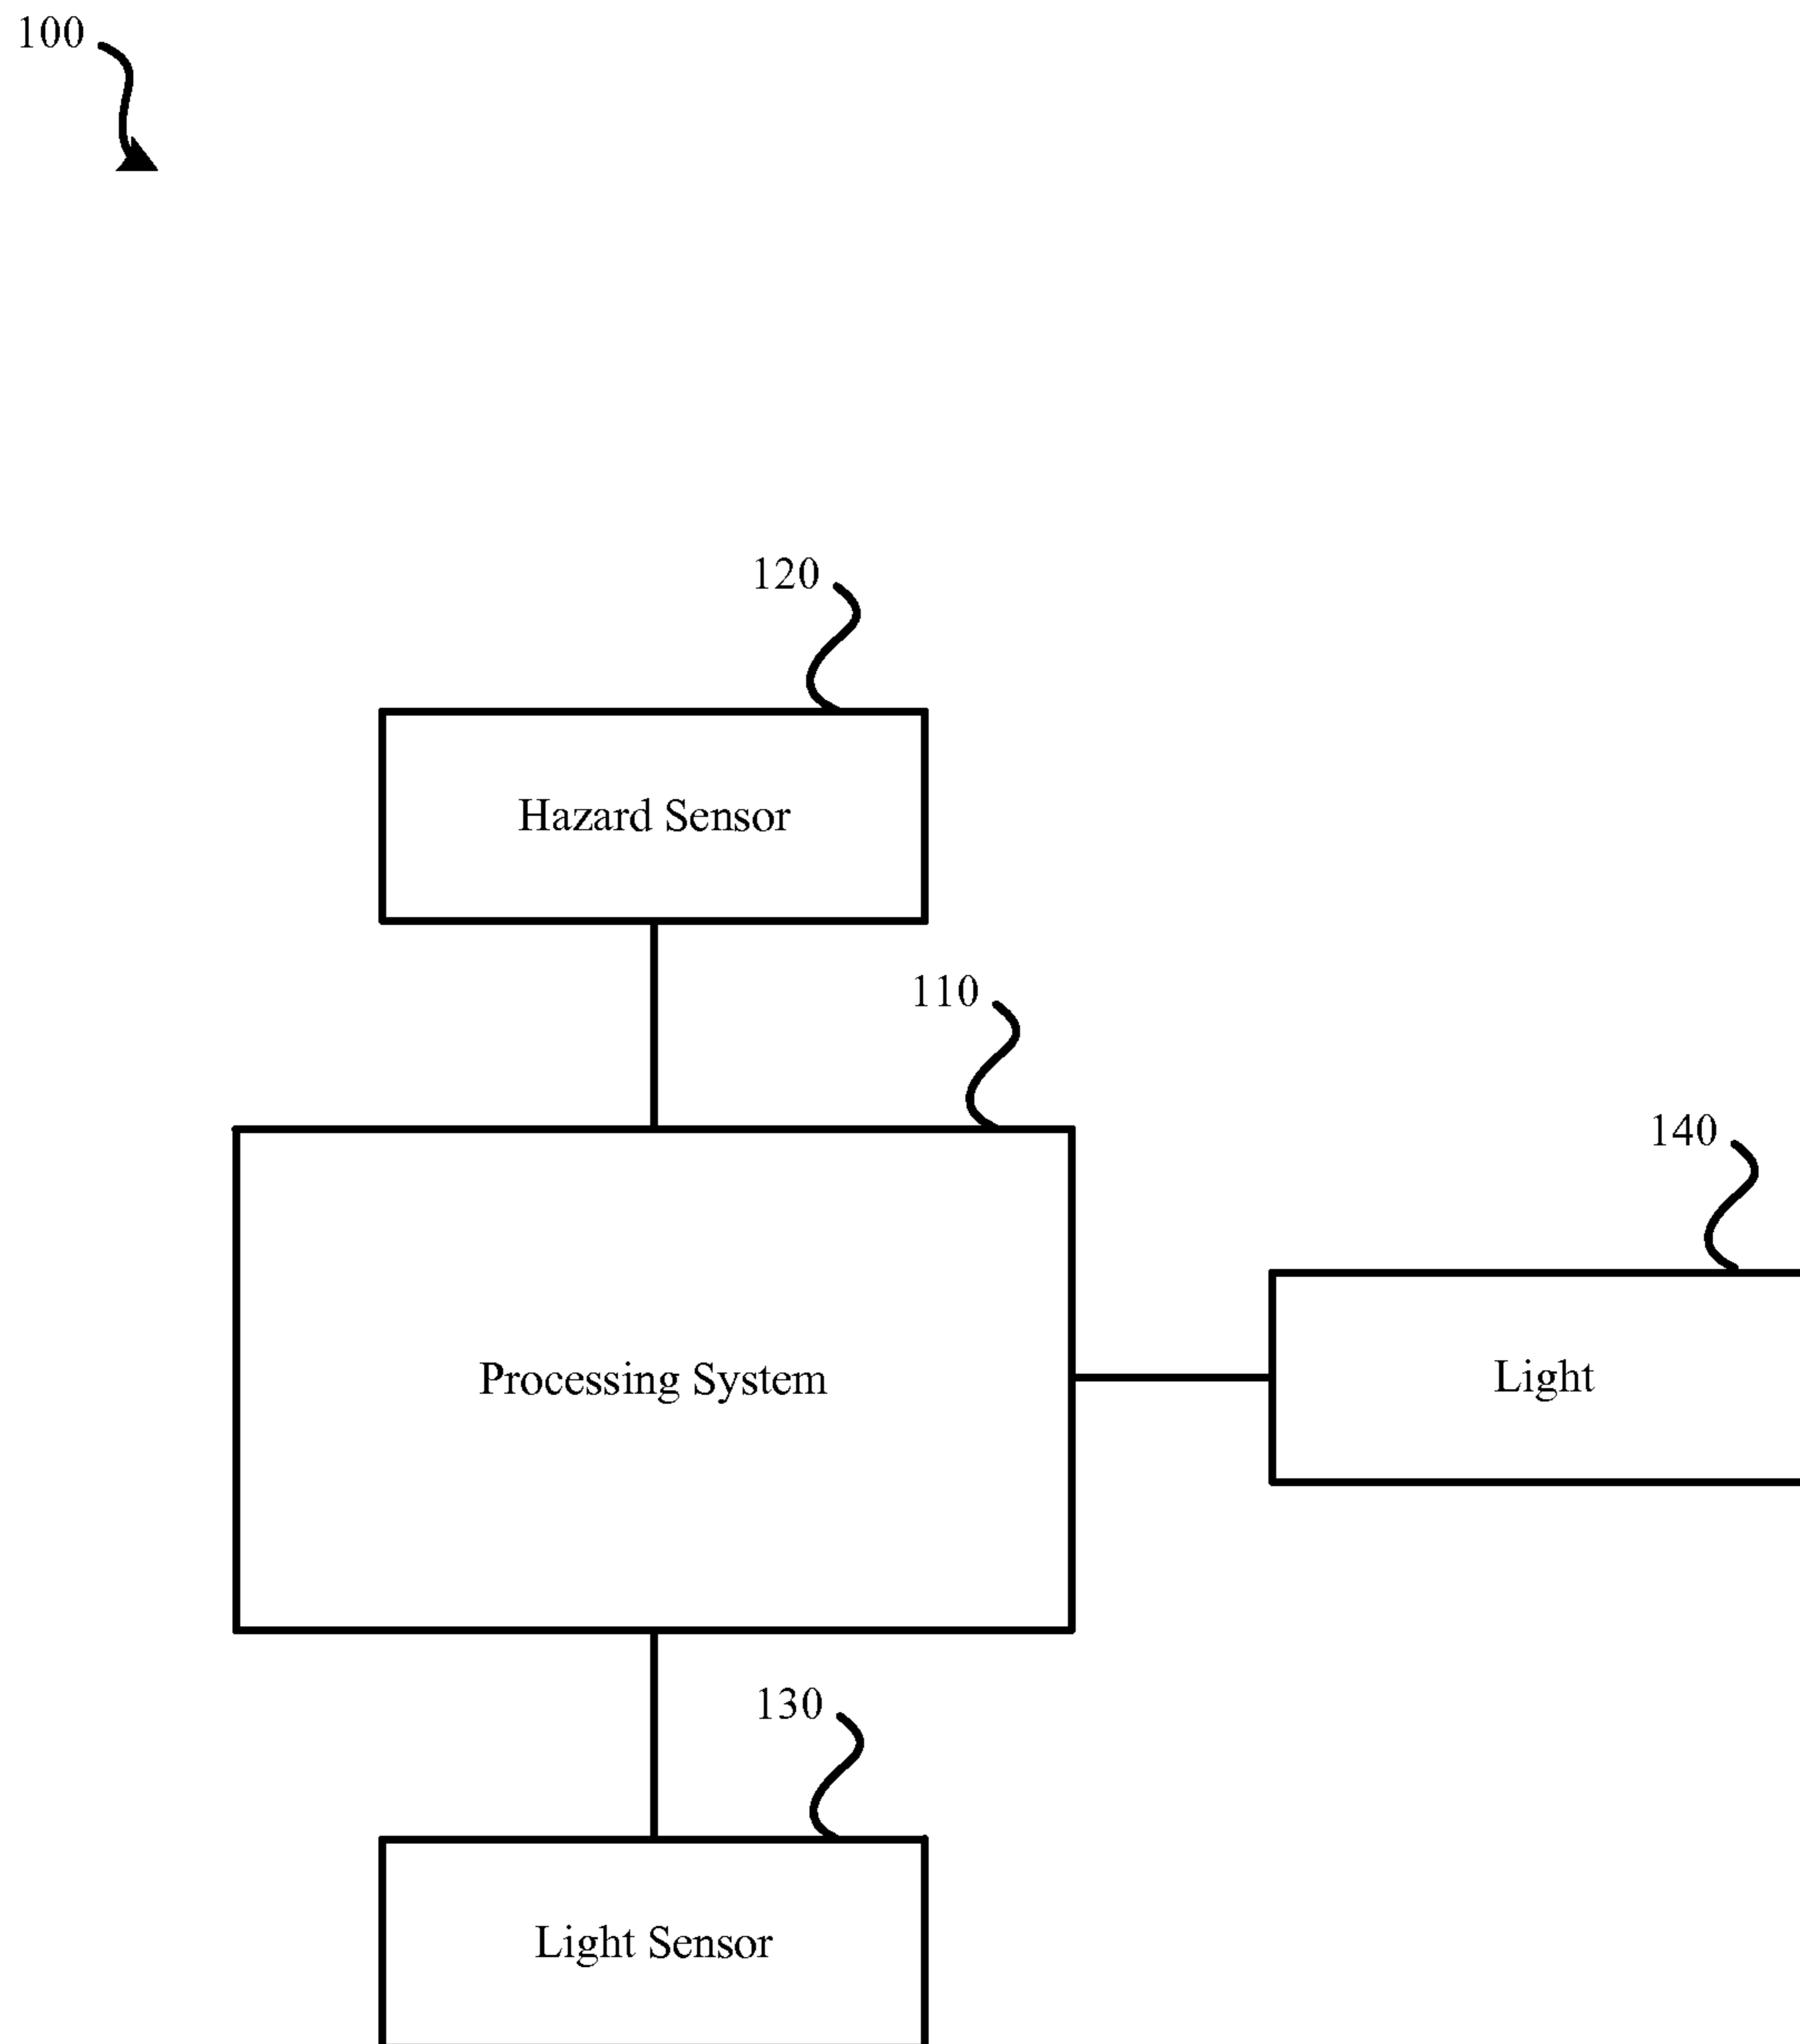 100
120
Hazard Sensor
110
140
Processing System
Light
130
Light Sensor